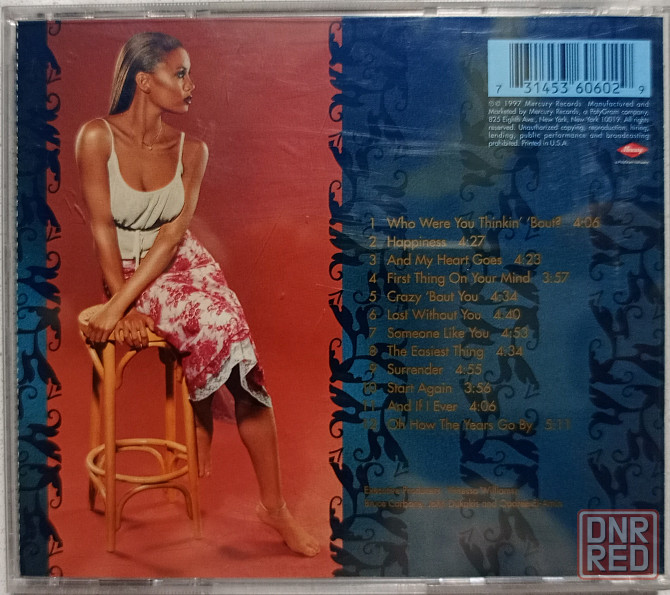 7 31453 60602 9
℗© 1997 Mercury Records. Manufactured and
Marketed by Mercury Records, a PolyGram company,
825 Eighth Ave., New York, New York 10019. All rights
reserved. Unauthorized copying, reproduction, hiring,
lending, public performance and broadcasting
prohibited. Printed in U.S.A.
Mercury
1 Who Were You Thinkin' 'Bout? 4:06
2 Happiness 4:27
3 And My Heart Goes 4:23
4 First Thing On Your Mind 3:57
5 Crazy 'Bout You 4:34
6 Lost Without You 4:40
7 Someone Like You 4:53
8 The Easiest Thing 4:34
9 Surrender 4:55
10 Start Again 3:56
11 And If I Ever 4:06
12 Oh How The Years Go By 5:11
Executive Producers: Williams
and
DNR
RED